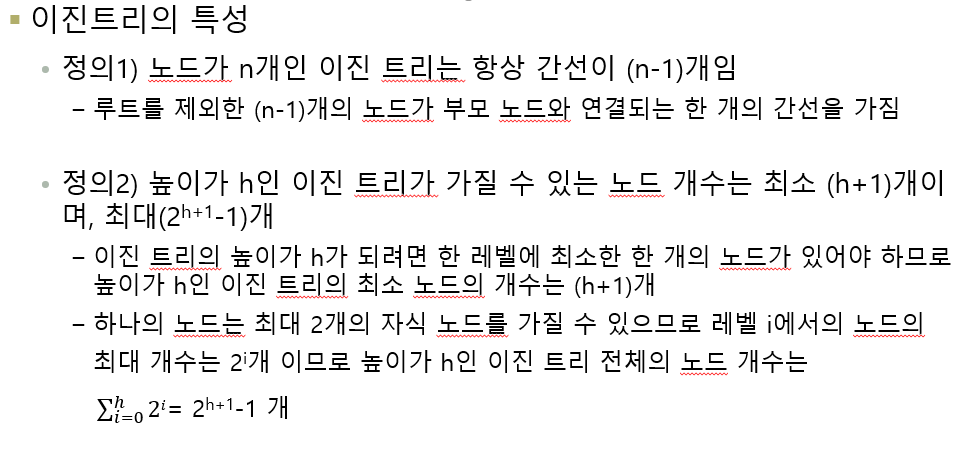 ▪ 이진트리의 특성
• 정의1) 노드가 n개인 이진 트리는 항상 간선이 (n-1)개임
– 루트를 제외한 (n-1)개의 노드가 부모 노드와 연결되는 한 개의 간선을 가짐
• 정의2) 높이가 h인 이진 트리가 가질 수 있는 노드 개수는 최소 (h+1)개이
며, 최대(2ʰ⁺¹-1)개
– 이진 트리의 높이가 h가 되려면 한 레벨에 최소한 한 개의 노드가 있어야 하므로
높이가 h인 이진 트리의 최소 노드의 개수는 (h+1)개
– 하나의 노드는 최대 2개의 자식 노드를 가질 수 있으므로 레벨 i에서의 노드의
최대 개수는 2ⁱ개 이므로 높이가 h인 이진 트리 전체의 노드 개수는
∑ʰᵢ₌₀ 2ⁱ= 2ʰ⁺¹-1 개